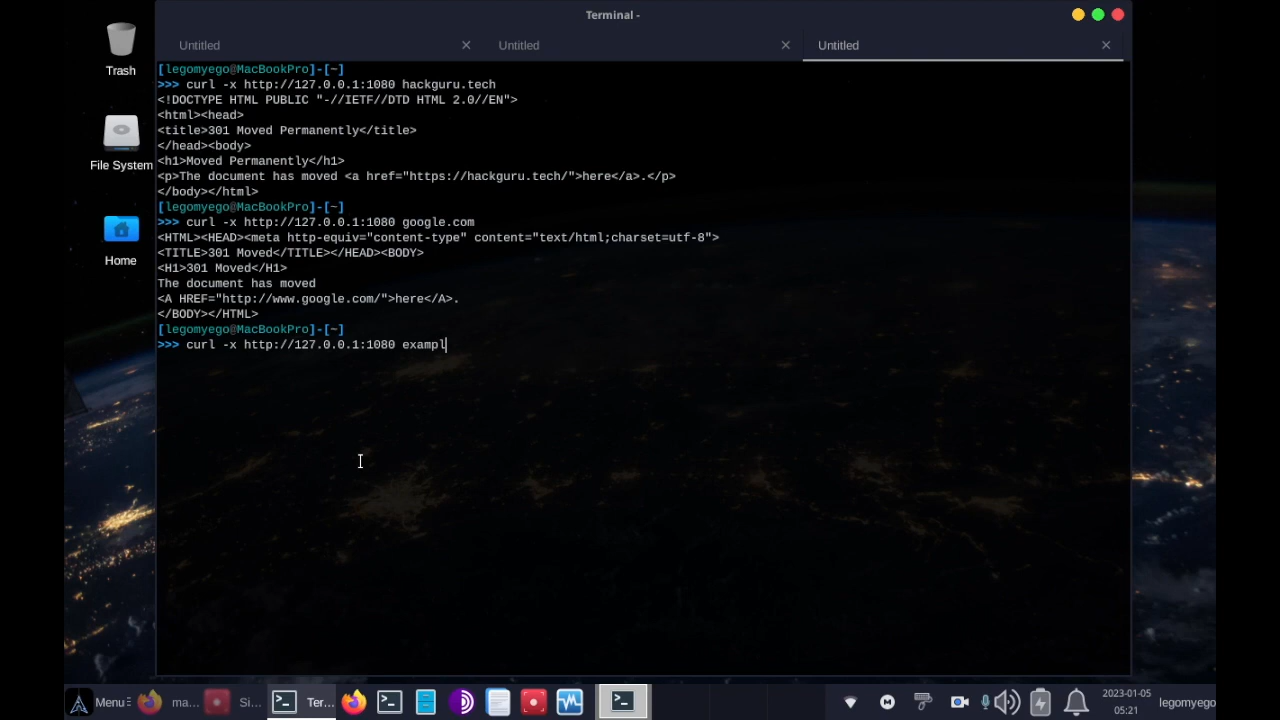 Terminal -
Untitled
Untitled
Untitled
Trash
File System
Home
[legomyego@MacBookPro]-[~]
>>> curl -x http://127.0.0.1:1080 hackguru.tech
<!DOCTYPE HTML PUBLIC "-//IETF//DTD HTML 2.0//EN">
<html><head>
<title>301 Moved Permanently</title>
</head><body>
<h1>Moved Permanently</h1>
<p>The document has moved <a href="https://hackguru.tech/">here</a>.</p>
</body></html>
[legomyego@MacBookPro]-[~]
>>> curl -x http://127.0.0.1:1080 google.com
<HTML><HEAD><meta http-equiv="content-type" content="text/html;charset=utf-8">
<TITLE>301 Moved</TITLE></HEAD><BODY>
<H1>301 Moved</H1>
The document has moved
<A HREF="http://www.google.com/">here</A>.
</BODY></HTML>
[legomyego@MacBookPro]-[~]
>>> curl -x http://127.0.0.1:1080 exampl
Menu
ma...
Si...
Ter...
2023-01-05
05:21
legomyego